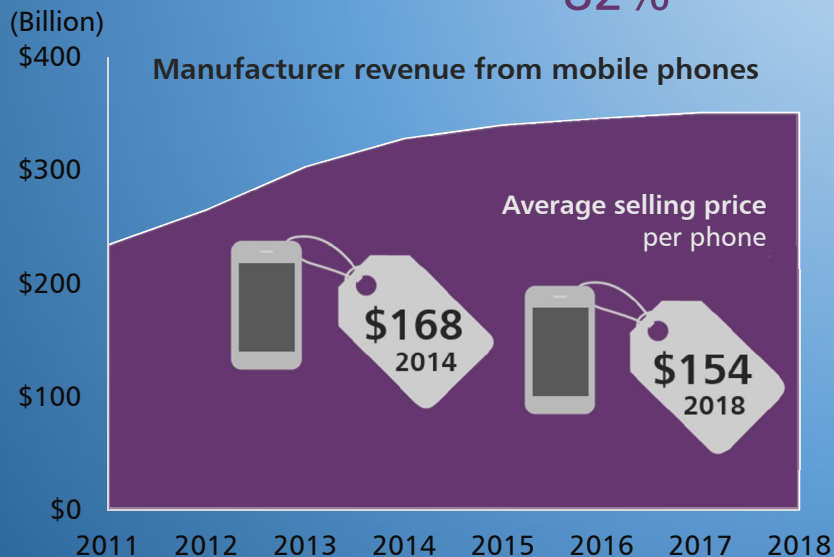 (Billion)
$400
Manufacturer revenue from mobile phones
$300
Average selling price
per phone
$200
$168
2014
$154
2018
$100
$0
2011 2012 2013 2014 2015 2016 2017 2018